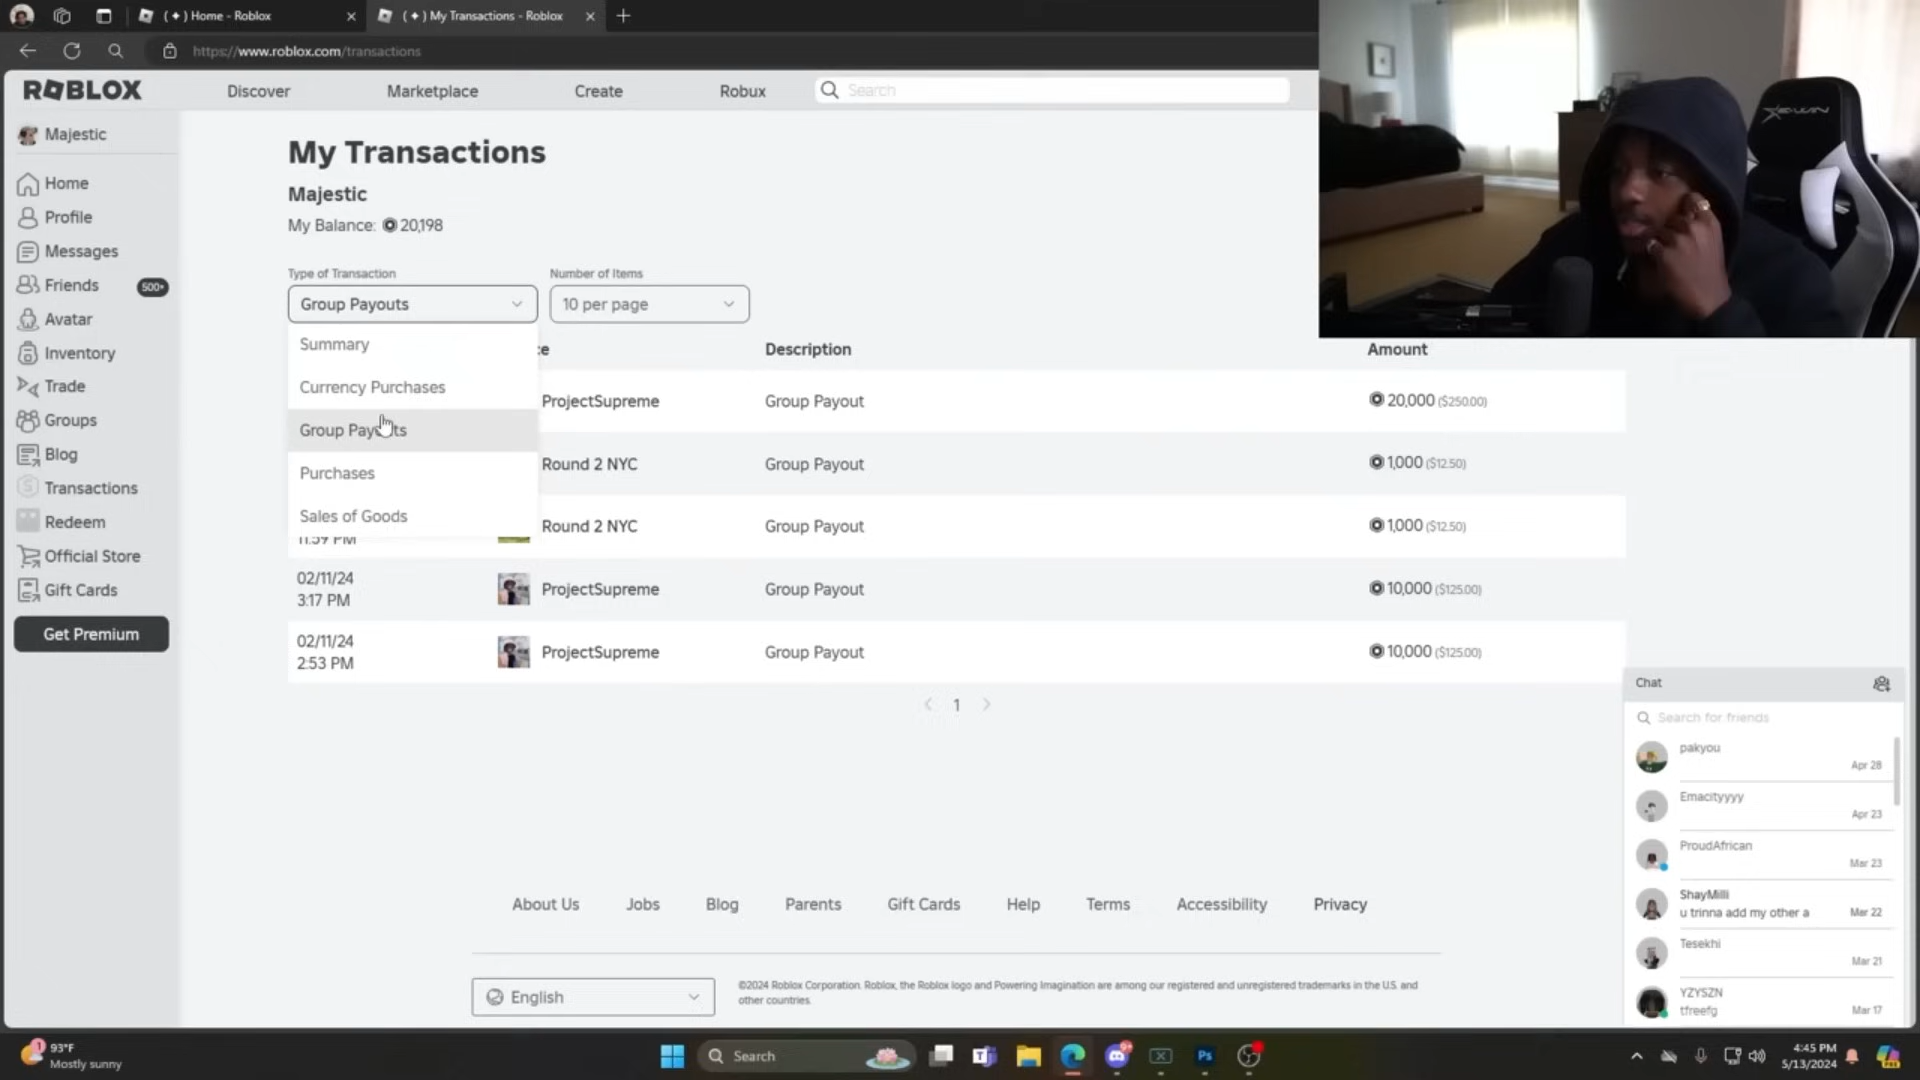 ( ✦ ) Home - Roblox
( ✦ ) My Transactions - Roblox
https://www.roblox.com/transactions
ROBLOX
Discover
Marketplace
Create
Robux
Search
Majestic
Home
Profile
Messages
Friends
500+
Avatar
Inventory
Trade
Groups
Blog
Transactions
Redeem
Official Store
Gift Cards
Get Premium
My Transactions
Majestic
My Balance: 20,198
Type of Transaction
Number of Items
Group Payouts
10 per page
Summary
Currency Purchases
Group Payouts
Purchases
Sales of Goods
Description
Amount
ProjectSupreme Group Payout 20,000 ($250.00)
Round 2 NYC Group Payout 1,000 ($12.50)
Round 2 NYC Group Payout 1,000 ($12.50)
11:59 PM
02/11/24
3:17 PM
ProjectSupreme Group Payout 10,000 ($125.00)
02/11/24
2:53 PM
ProjectSupreme Group Payout 10,000 ($125.00)
1
Chat
Search for friends
pakyou
Apr 28
Emacityyyy
Apr 23
ProudAfrican
Mar 23
ShayMilli
u trinna add my other a
Mar 22
Tesekhi
Mar 21
YZYSZN
tfreefg
Mar 17
About Us
Jobs
Blog
Parents
Gift Cards
Help
Terms
Accessibility
Privacy
English
©2024 Roblox Corporation. Roblox, the Roblox logo and Powering Imagination are among our registered and unregistered trademarks in the U.S. and
other countries.
93°F
Mostly sunny
Search
Ps
4:45 PM
5/13/2024